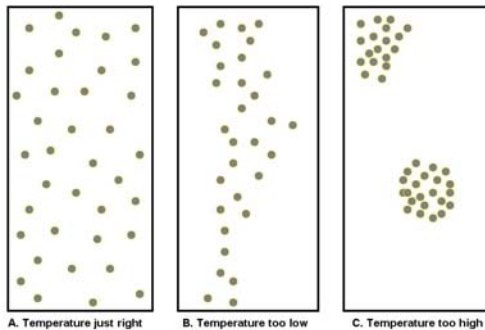 A. Temperature just right
B. Temperature too low
C. Temperature too high